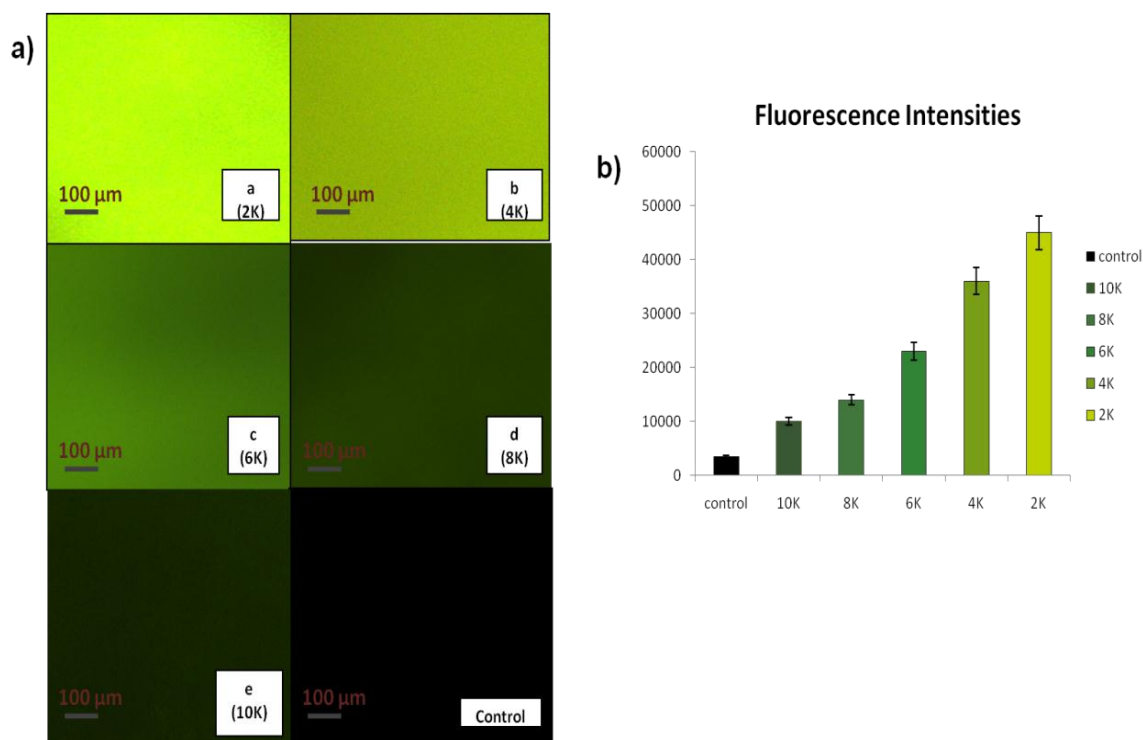 a)
100 µm
a
(2K)
100 µm
b
(4K)
100 µm
c
(6K)
100 µm
d
(8K)
100 µm
e
(10K)
100 µm
Control
b)
Fluorescence Intensities
60000
50000
40000
30000
20000
10000
0
control
10K
8K
6K
4K
2K
control
10K
8K
6K
4K
2K